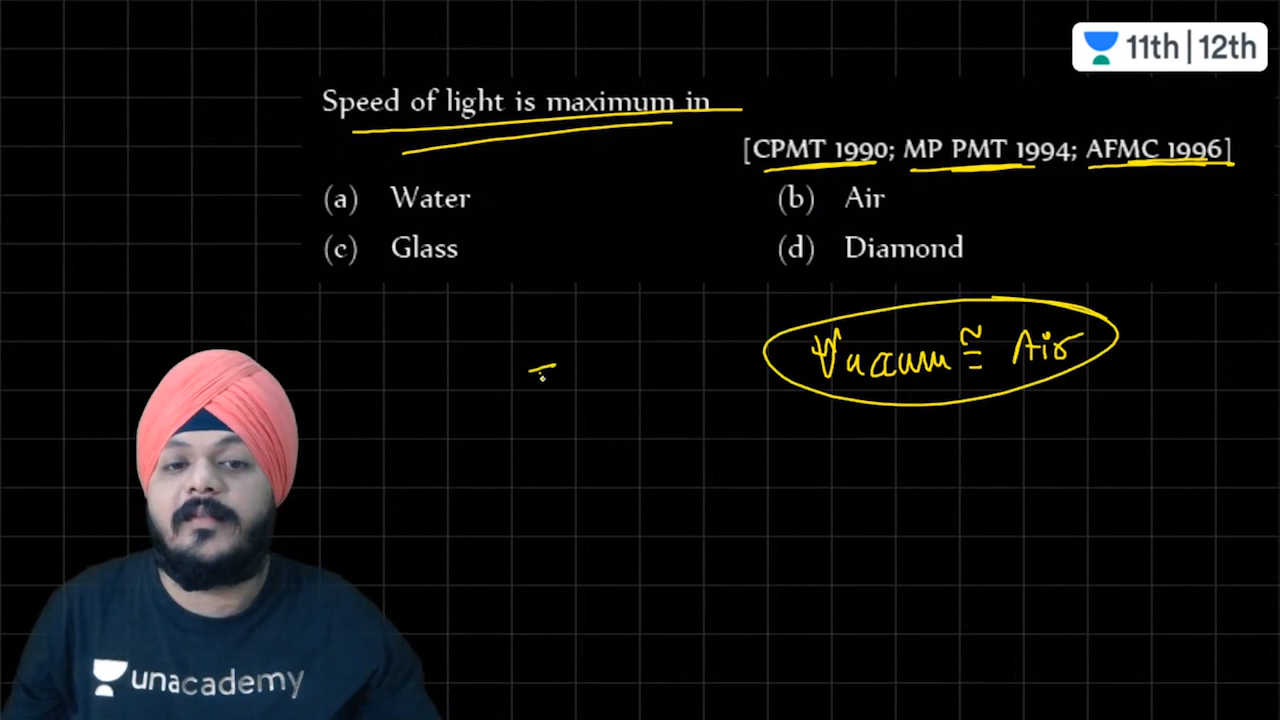 11th | 12th
Speed of light is maximum in
[CPMT 1990; MP PMT 1994; AFMC 1996]
(a) Water (b) Air
(c) Glass (d) Diamond
Vuccum ≅ Air
unacademy